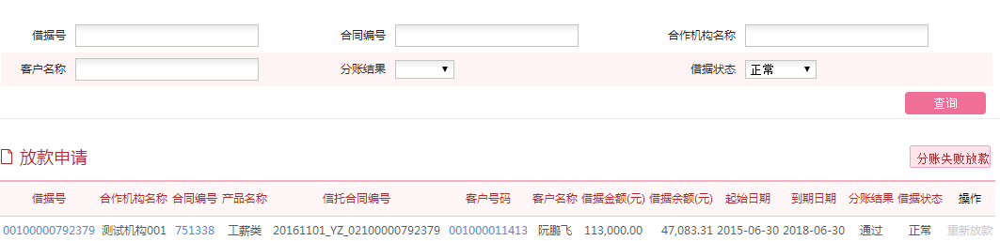 借据号 合同编号 合作机构名称
客户名称 分账结果 借据状态 正常
查询
放款申请 分账失败放款
借据号 合作机构名称 合同编号 产品名称 信托合同编号 客户号码 客户名称 借据金额(元) 借据余额(元) 起始日期 到期日期 分账结果 借据状态 操作
00100000792379 测试机构001 751338 工薪类 20161101_YZ_02100000792379 001000011413 阮鹏飞 113,000.00 47,083.31 2015-06-30 2018-06-30 通过 正常 重新放款